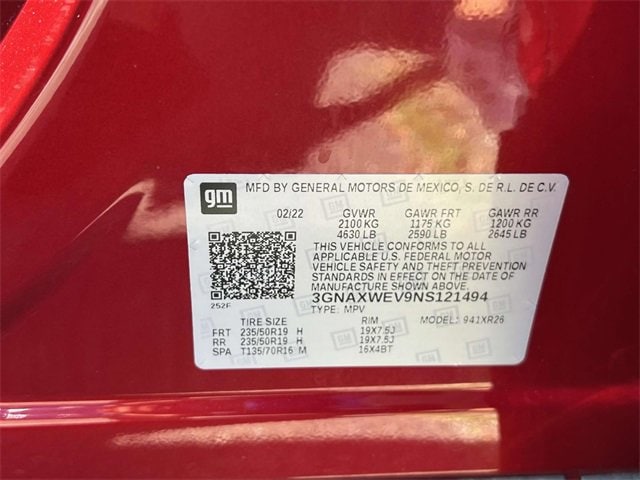 gm MFD BY GENERAL MOTORS DE MEXICO, S. DE R.L. DE C.V.
02/22 GVWR GAWR FRT GAWR RR
2100 KG 1175 KG 1200 KG
4630 LB 2590 LB 2645 LB
THIS VEHICLE CONFORMS TO ALL
APPLICABLE U.S. FEDERAL MOTOR
VEHICLE SAFETY AND THEFT PREVENTION
STANDARDS IN EFFECT ON THE DATE OF
MANUFACTURE SHOWN ABOVE.
252F 3GNAXWEV9NS121494
TYPE: MPV MODEL: 941XR26
TIRE SIZE RIM
FRT 235/50R19 H 19X7.5J
RR 235/50R19 H 19X7.5J
SPA T135/70R16 M 16X4BT